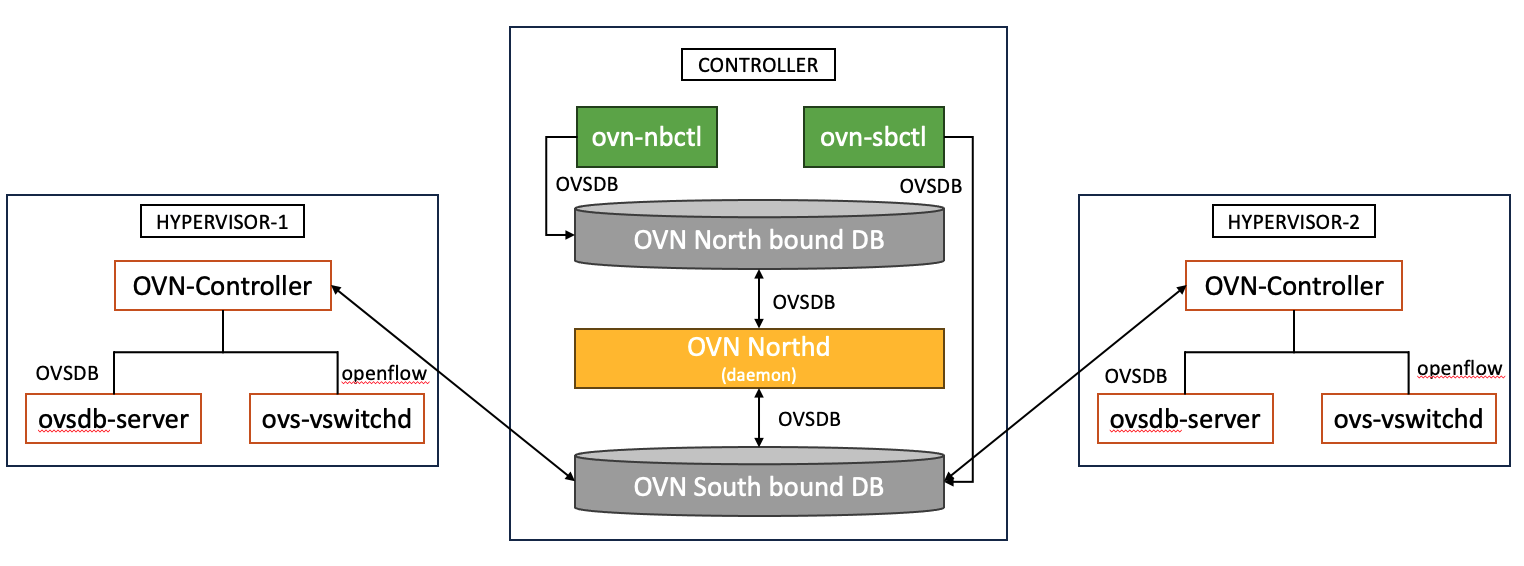 CONTROLLER
ovn-nbctl
ovn-sbctl
OVSDB
OVSDB
OVN North bound DB
OVSDB
OVN Northd
(daemon)
OVSDB
OVN South bound DB
HYPERVISOR-1
OVN-Controller
OVSDB
openflow
ovsdb-server
ovs-vswitchd
HYPERVISOR-2
OVN-Controller
OVSDB
openflow
ovsdb-server
ovs-vswitchd